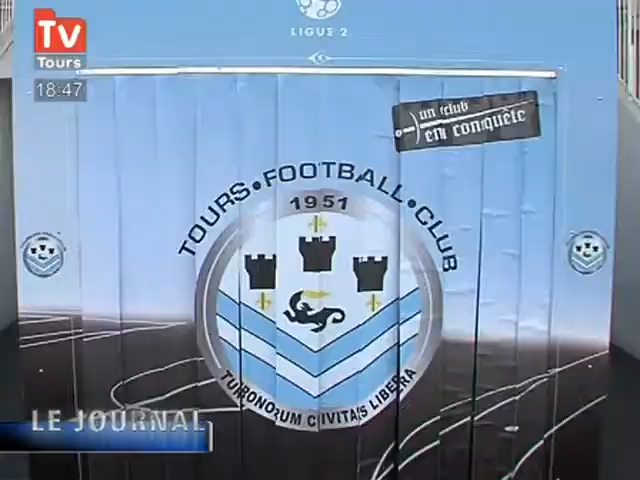 Tv
Tours
18:47
LIGUE 2
un club
en conquête
TOURS•FOOTBALL•CLUB
1951
TURONORUM CIVITAS LIBERA
LE JOURNAL